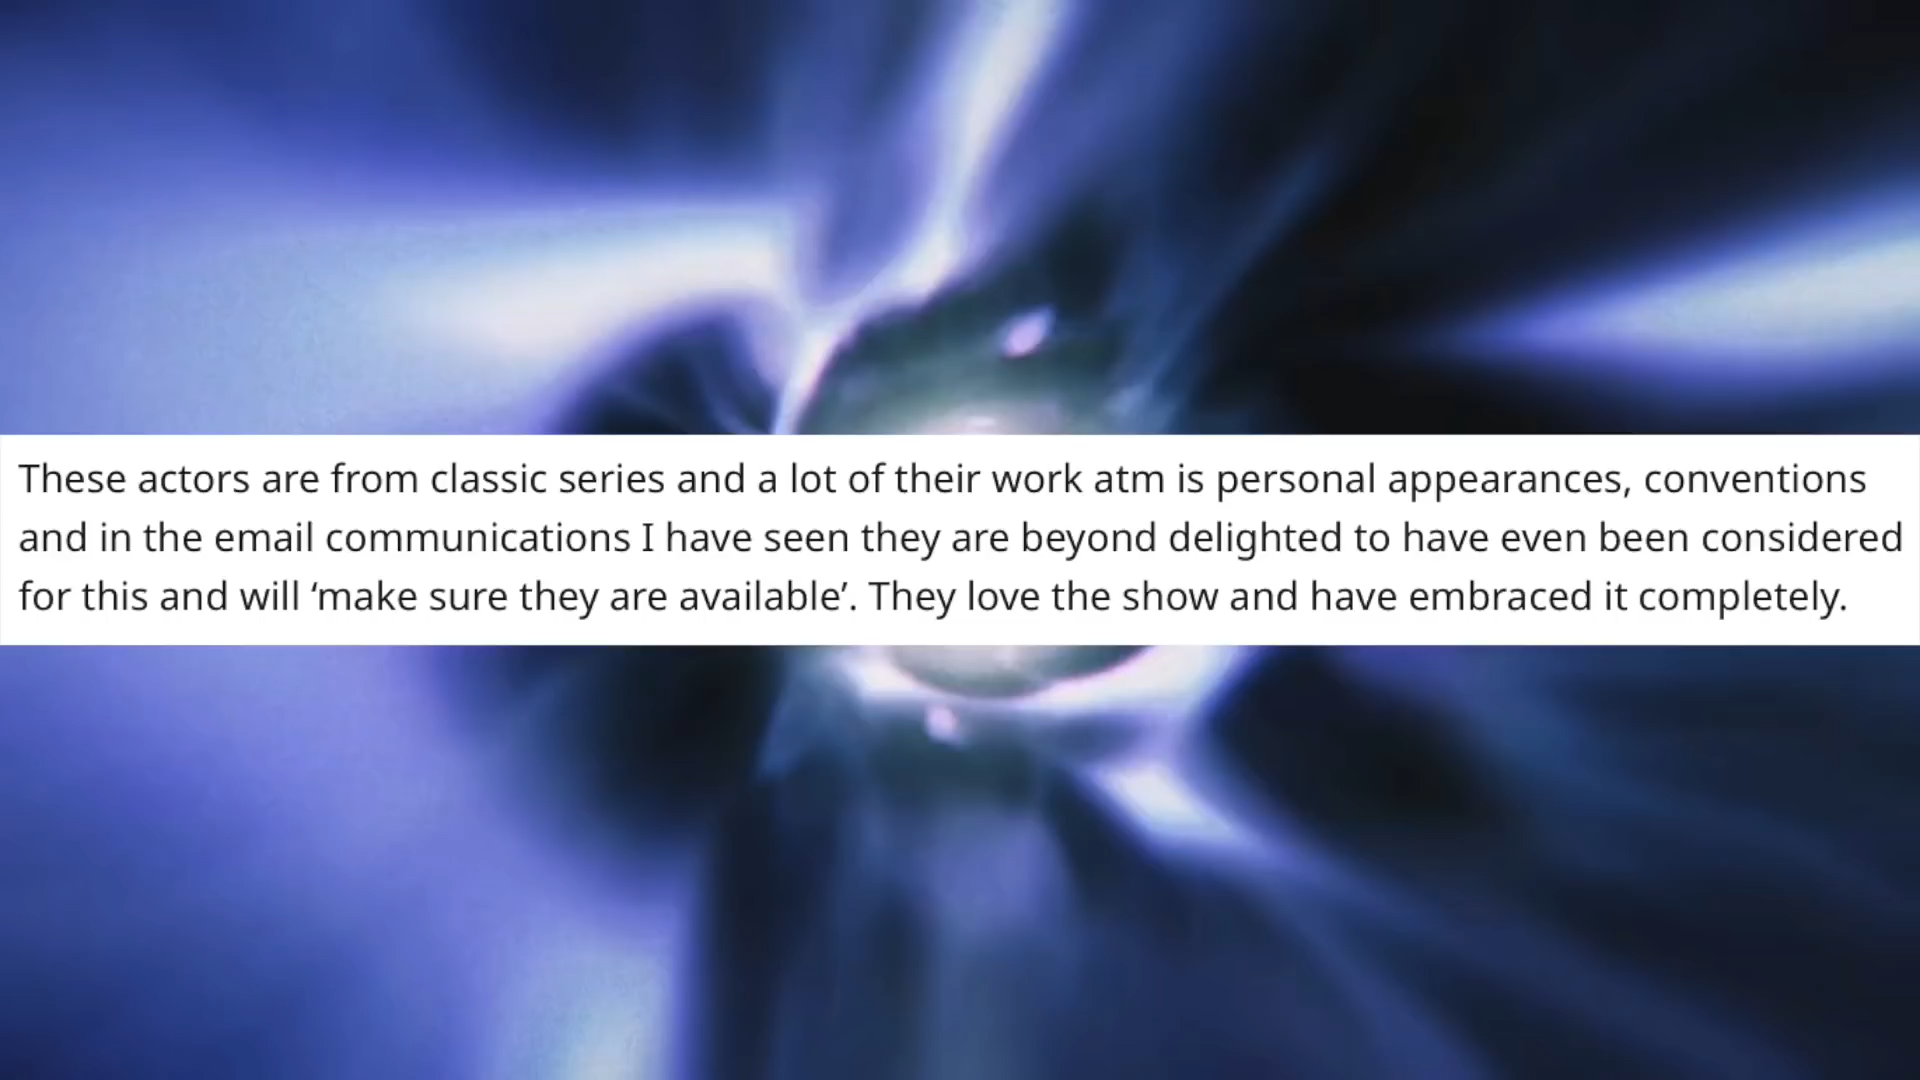 These actors are from classic series and a lot of their work atm is personal appearances, conventions
and in the email communications I have seen they are beyond delighted to have even been considered
for this and will ‘make sure they are available’. They love the show and have embraced it completely.